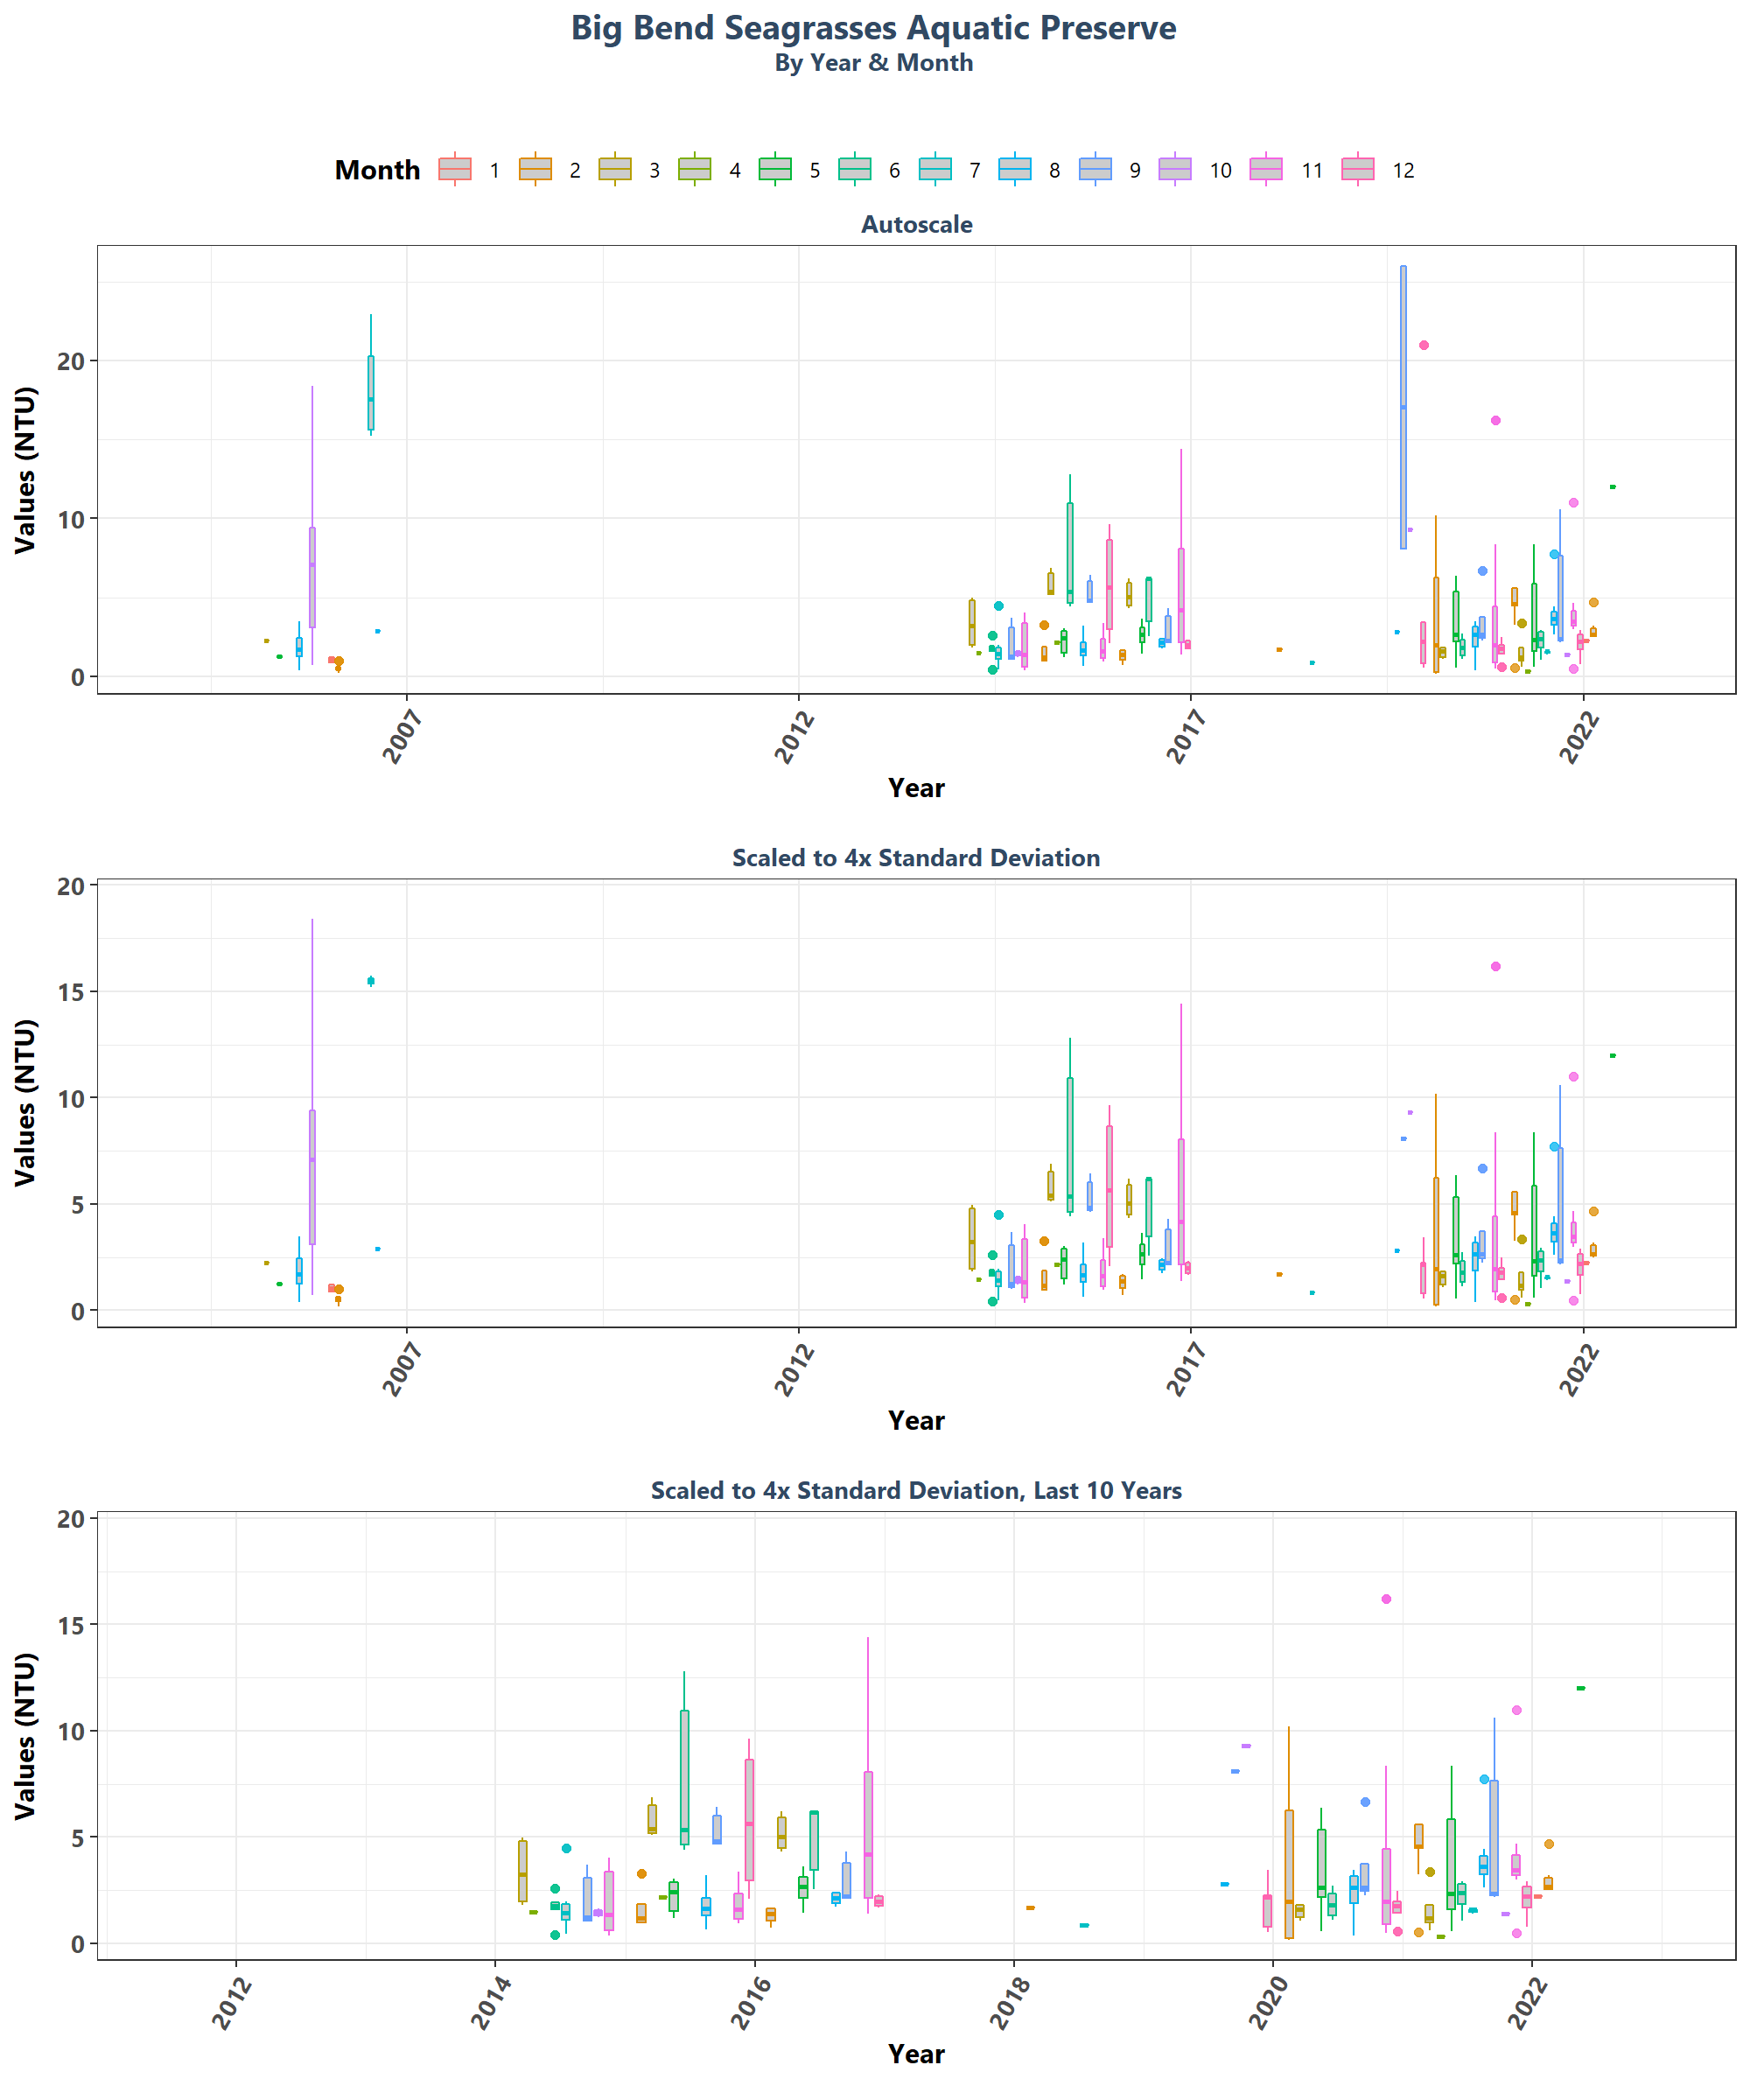 Big Bend Seagrasses Aquatic Preserve
By Year & Month
Month 1 2 3 4 5 6 7 8 9 10 11 12
Autoscale
Values (NTU)
20
10
0
2007 2012 2017 2022
Year
Scaled to 4x Standard Deviation
Values (NTU)
20
15
10
5
0
2007 2012 2017 2022
Year
Scaled to 4x Standard Deviation, Last 10 Years
Values (NTU)
20
15
10
5
0
2012 2014 2016 2018 2020 2022
Year